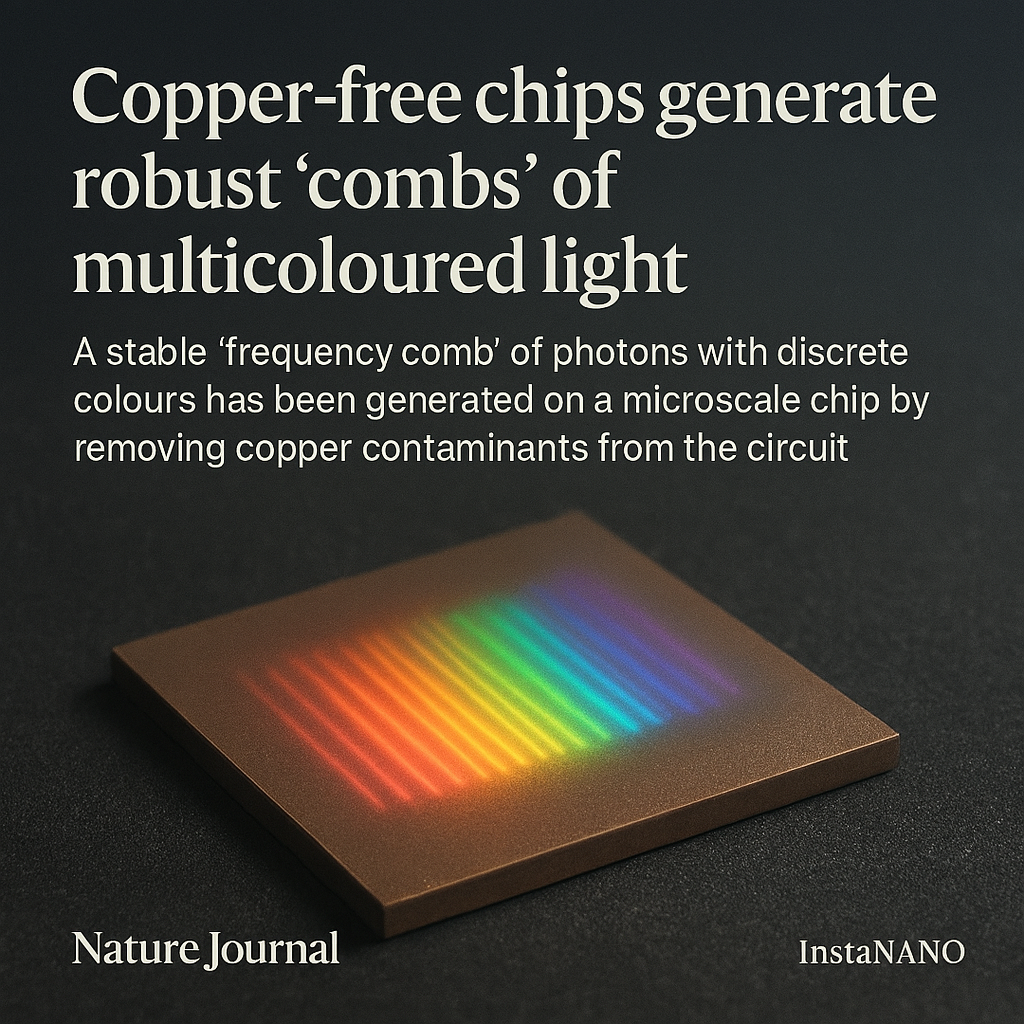 Copper-free chips generate
robust ‘combs’ of
multicoloured light
A stable ‘frequency comb’ of photons with discrete
colours has been generated on a microscale chip by
removing copper contaminants from the circuit
Nature Journal
InstaNANO